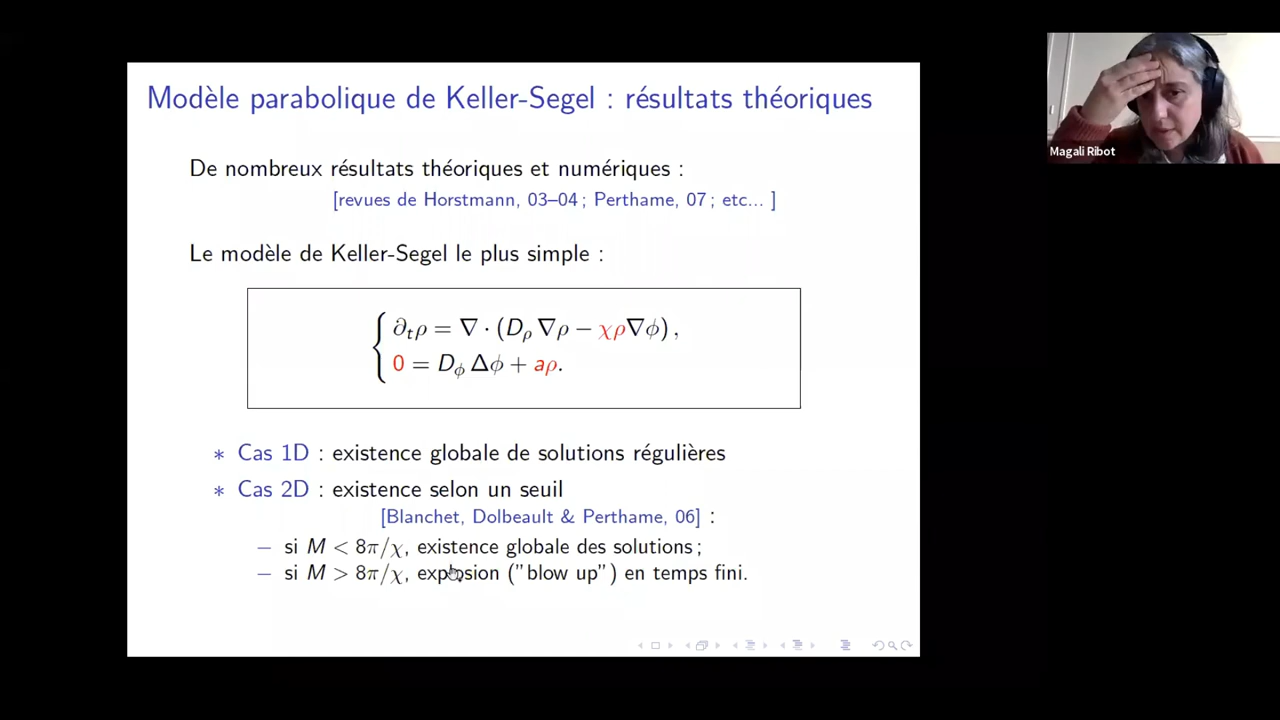 Modèle parabolique de Keller-Segel : résultats théoriques
De nombreux résultats théoriques et numériques :
[revues de Horstmann, 03–04 ; Perthame, 07 ; etc... ]
Le modèle de Keller-Segel le plus simple :
∂ₜρ = ∇ · (D_ρ ∇ρ − χρ∇ϕ) ,
0 = D_ϕ Δϕ + aρ.
∗ Cas 1D : existence globale de solutions régulières
∗ Cas 2D : existence selon un seuil
[Blanchet, Dolbeault & Perthame, 06] :
– si M < 8π/χ, existence globale des solutions ;
– si M > 8π/χ, explosion ("blow up") en temps fini.
Magali Ribot